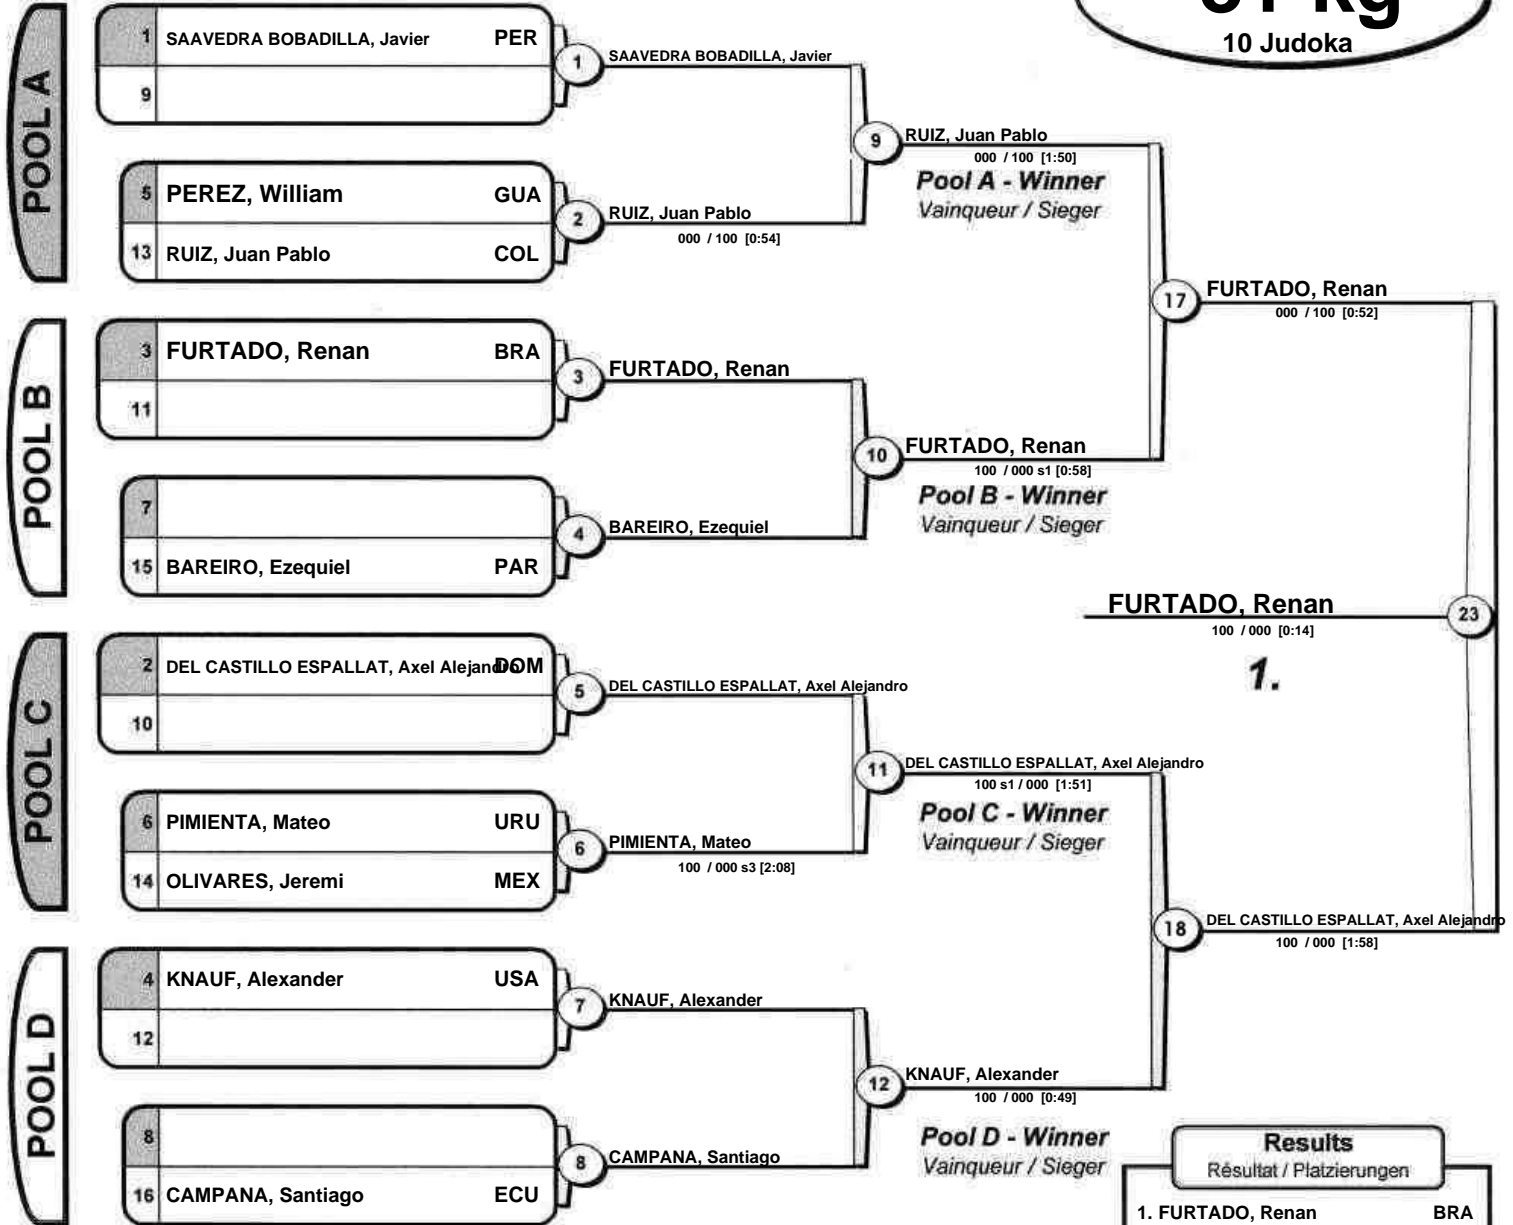 81 kg
10 Judoka
POOL A
1 SAAVEDRA BOBADILLA, Javier PER
9
1
SAAVEDRA BOBADILLA, Javier
5 PEREZ, William GUA
13 RUIZ, Juan Pablo COL
2
RUIZ, Juan Pablo
000 / 100 [0:54]
9
RUIZ, Juan Pablo
000 / 100 [1:50]
Pool A - Winner
Vainqueur / Sieger
POOL B
3 FURTADO, Renan BRA
11
3
FURTADO, Renan
7
15 BAREIRO, Ezequiel PAR
4
BAREIRO, Ezequiel
10
FURTADO, Renan
100 / 000 s1 [0:58]
Pool B - Winner
Vainqueur / Sieger
17
FURTADO, Renan
000 / 100 [0:52]
FURTADO, Renan
100 / 000 [0:14]
23
1.
POOL C
2 DEL CASTILLO ESPALLAT, Axel Alejandro DOM
10
5
DEL CASTILLO ESPALLAT, Axel Alejandro
6 PIMIENTA, Mateo URU
14 OLIVARES, Jeremi MEX
6
PIMIENTA, Mateo
100 / 000 s3 [2:08]
11
DEL CASTILLO ESPALLAT, Axel Alejandro
100 s1 / 000 [1:51]
Pool C - Winner
Vainqueur / Sieger
18
DEL CASTILLO ESPALLAT, Axel Alejandro
100 / 000 [1:58]
POOL D
4 KNAUF, Alexander USA
12
7
KNAUF, Alexander
8
16 CAMPANA, Santiago ECU
8
CAMPANA, Santiago
12
KNAUF, Alexander
100 / 000 [0:49]
Pool D - Winner
Vainqueur / Sieger
Results
Résultat / Platzierungen
1. FURTADO, Renan BRA